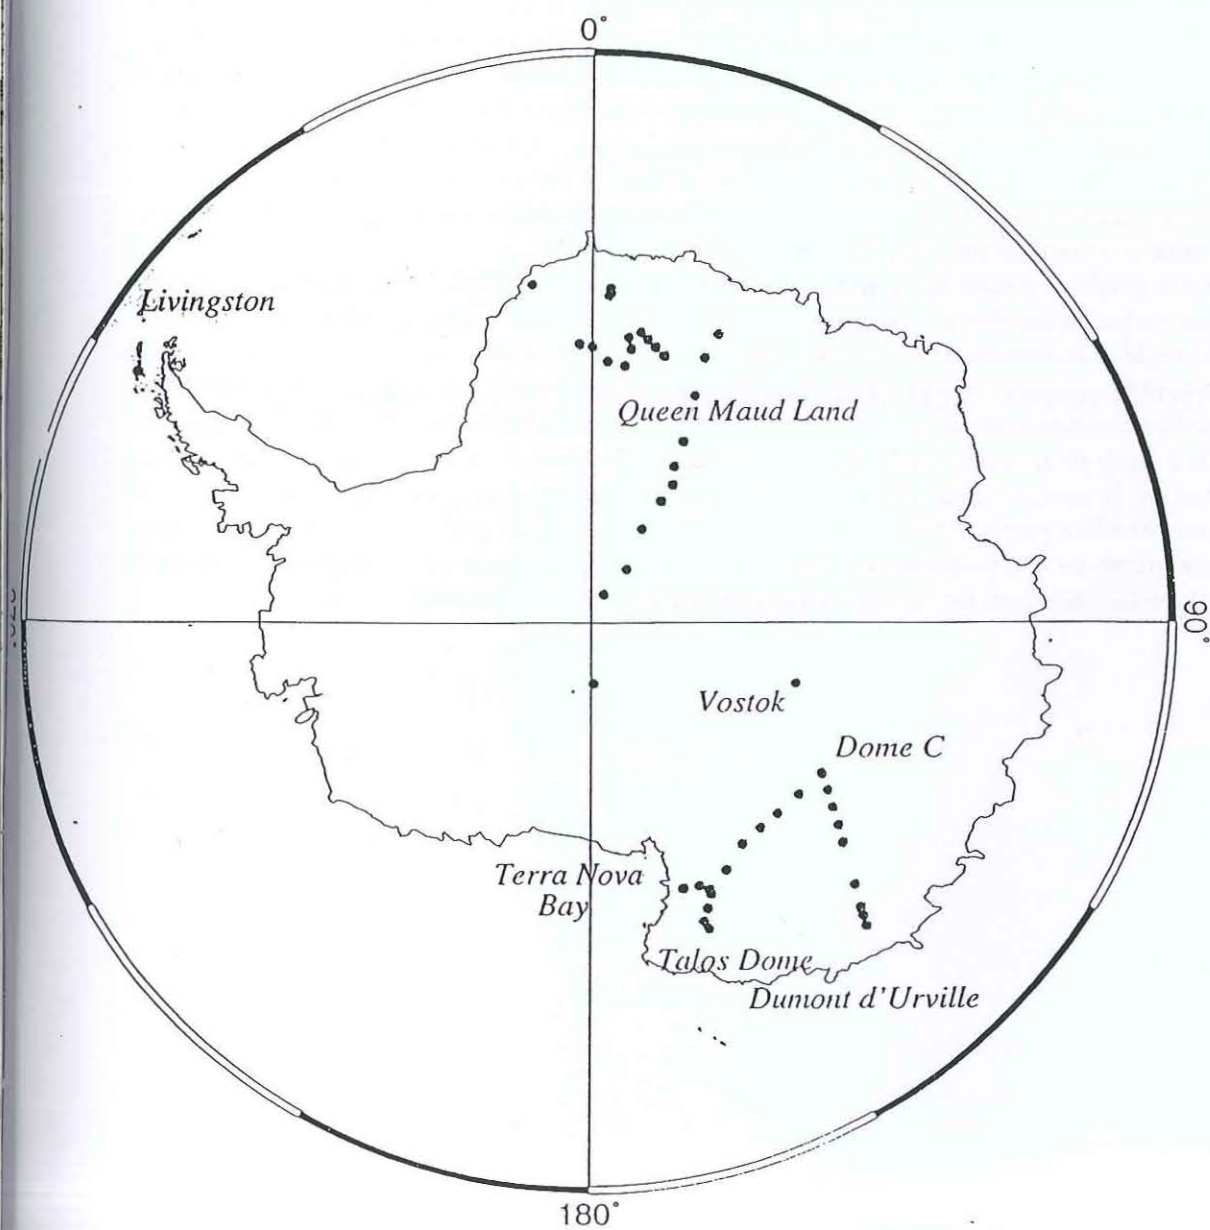 0°
Livingston
Queen Maud Land
90°
Vostok
Dome C
Terra Nova
Bay
Talos Dome
Dumont d'Urville
180°